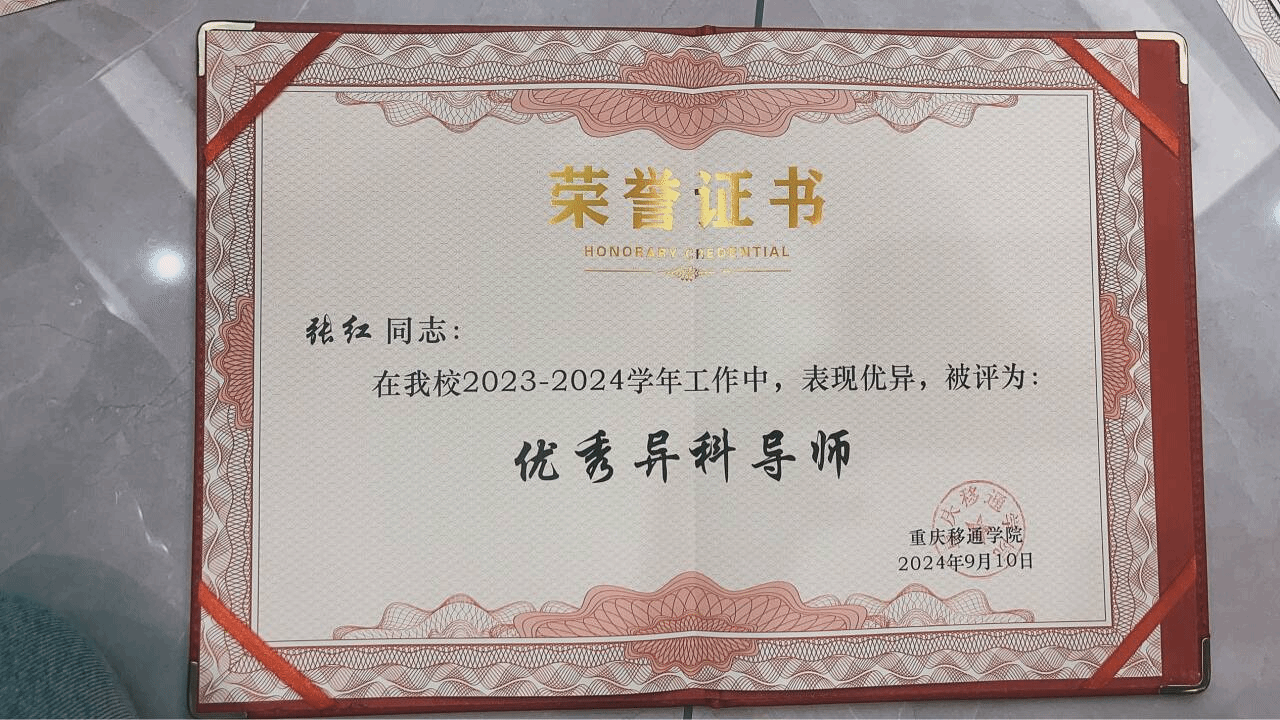 荣誉证书
HONORARY CREDENTIAL
张红 同志：
在我校2023-2024学年工作中，表现优异，被评为：
优秀异科导师
重庆移通学院
2024年9月10日